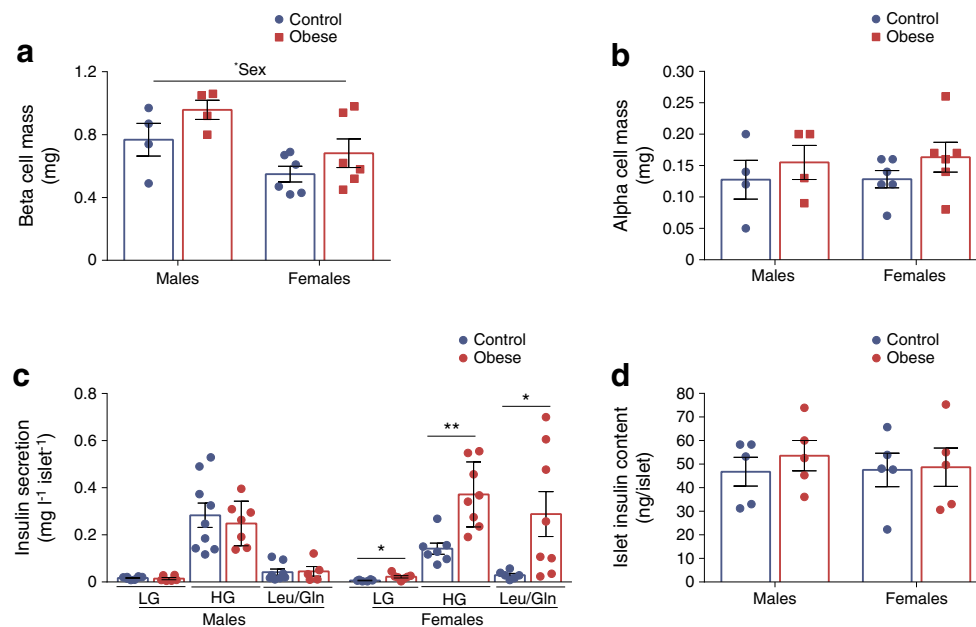 Control
Obese
a
*Sex
Beta cell mass
(mg)
1.2
0.8
0.4
0
Males
Females
Control
Obese
b
Alpha cell mass
(mg)
0.30
0.25
0.20
0.15
0.10
0.05
0
Males
Females
Control
Obese
c
Insulin secretion
(mg l⁻¹ islet⁻¹)
0.8
0.6
0.4
0.2
0
*
**
*
LG HG Leu/Gln LG HG Leu/Gln
Males Females
Control
Obese
d
Islet insulin content
(ng/islet)
80
70
60
50
40
30
20
10
0
Males
Females